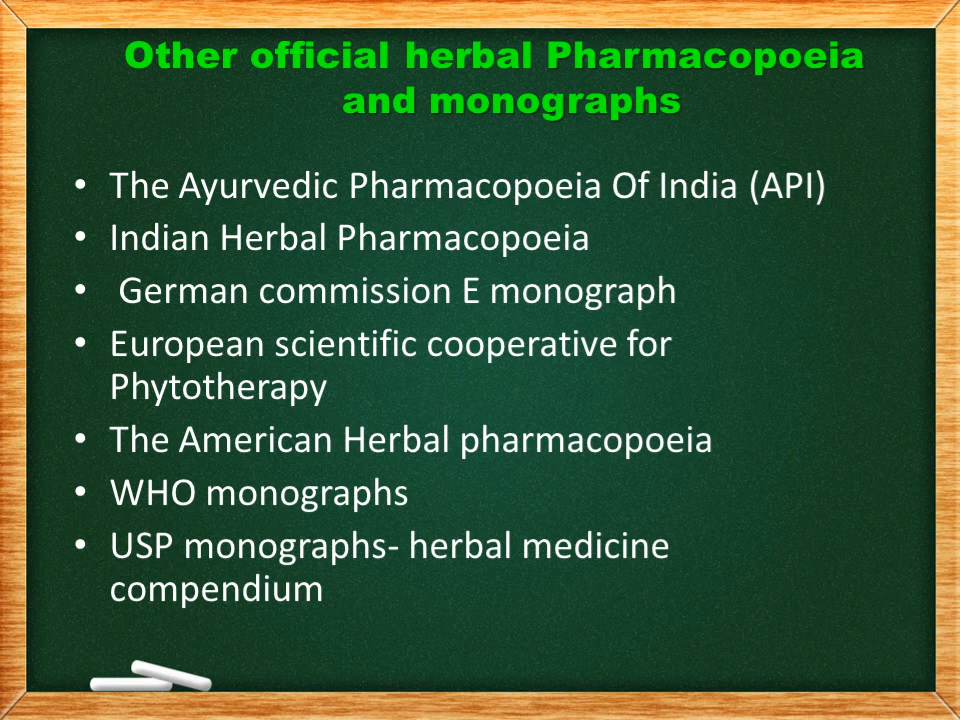 Other official herbal Pharmacopoeia
and monographs
• The Ayurvedic Pharmacopoeia Of India (API)
• Indian Herbal Pharmacopoeia
• German commission E monograph
• European scientific cooperative for
Phytotherapy
• The American Herbal pharmacopoeia
• WHO monographs
• USP monographs- herbal medicine
compendium